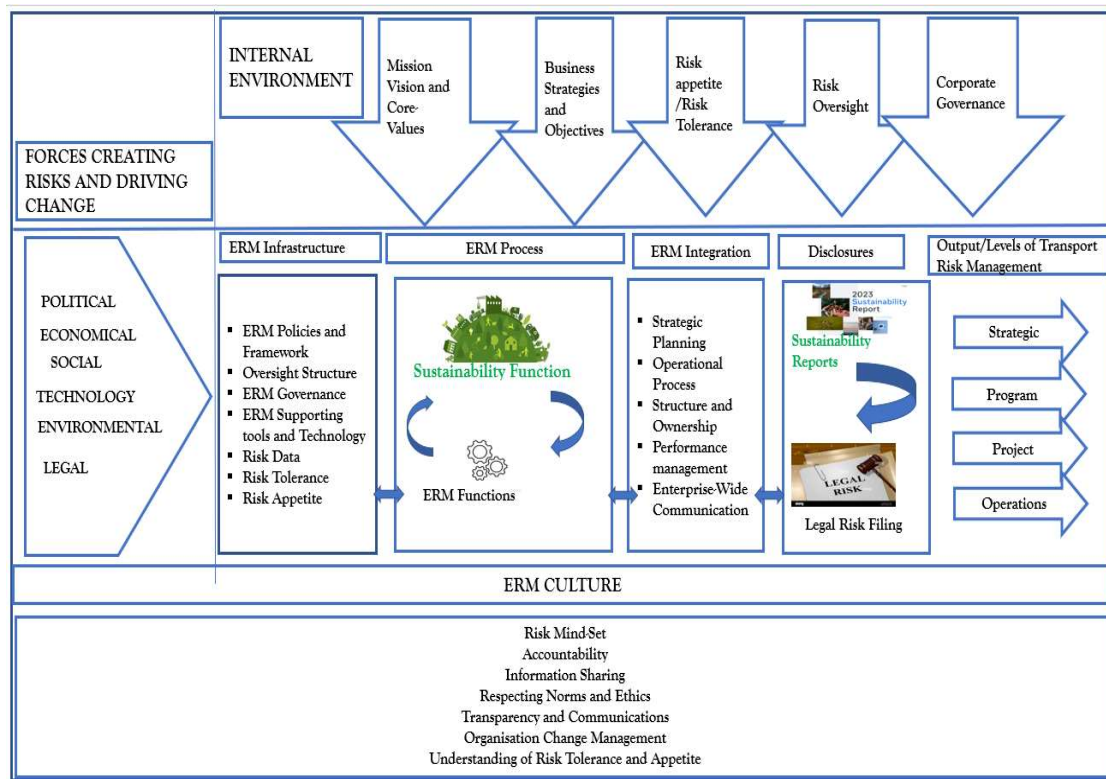 INTERNAL
ENVIRONMENT
Mission
Vision and
Core-
Values
Business
Strategies
and
Objectives
Risk
appetite
/Risk
Tolerance
Risk
Oversight
Corporate
Governance
FORCES CREATING
RISKS AND DRIVING
CHANGE
ERM Infrastructure
ERM Process
ERM Integration
Disclosures
Output/Levels of Transport
Risk Management
POLITICAL
ECONOMICAL
SOCIAL
TECHNOLOGY
ENVIRONMENTAL
LEGAL
▪ ERM Policies and
Framework
▪ Oversight Structure
▪ ERM Governance
▪ ERM Supporting
tools and Technology
▪ Risk Data
▪ Risk Tolerance
▪ Risk Appetite
Sustainability Function
ERM Functions
▪ Strategic
Planning
▪ Operational
Process
▪ Structure and
Ownership
▪ Performance
management
▪ Enterprise-Wide
Communication
2023
Sustainability
Report
Sustainability
Reports
LEGAL
RISK
Legal Risk Filing
Strategic
Program
Project
Operations
ERM CULTURE
Risk Mind-Set
Accountability
Information Sharing
Respecting Norms and Ethics
Transparency and Communications
Organisation Change Management
Understanding of Risk Tolerance and Appetite